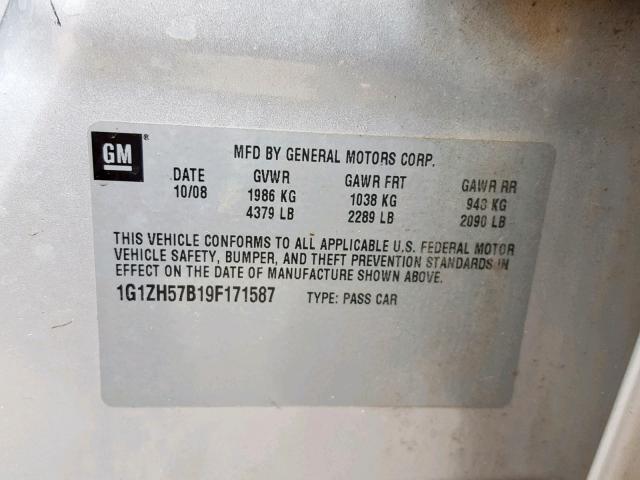 GM®
MFD BY GENERAL MOTORS CORP.
DATE GVWR GAWR FRT GAWR RR
10/08 1986 KG 1038 KG 948 KG
4379 LB 2289 LB 2090 LB
THIS VEHICLE CONFORMS TO ALL APPLICABLE U.S. FEDERAL MOTOR
VEHICLE SAFETY, BUMPER, AND THEFT PREVENTION STANDARDS IN
EFFECT ON THE DATE OF MANUFACTURE SHOWN ABOVE.
1G1ZH57B19F171587 TYPE: PASS CAR